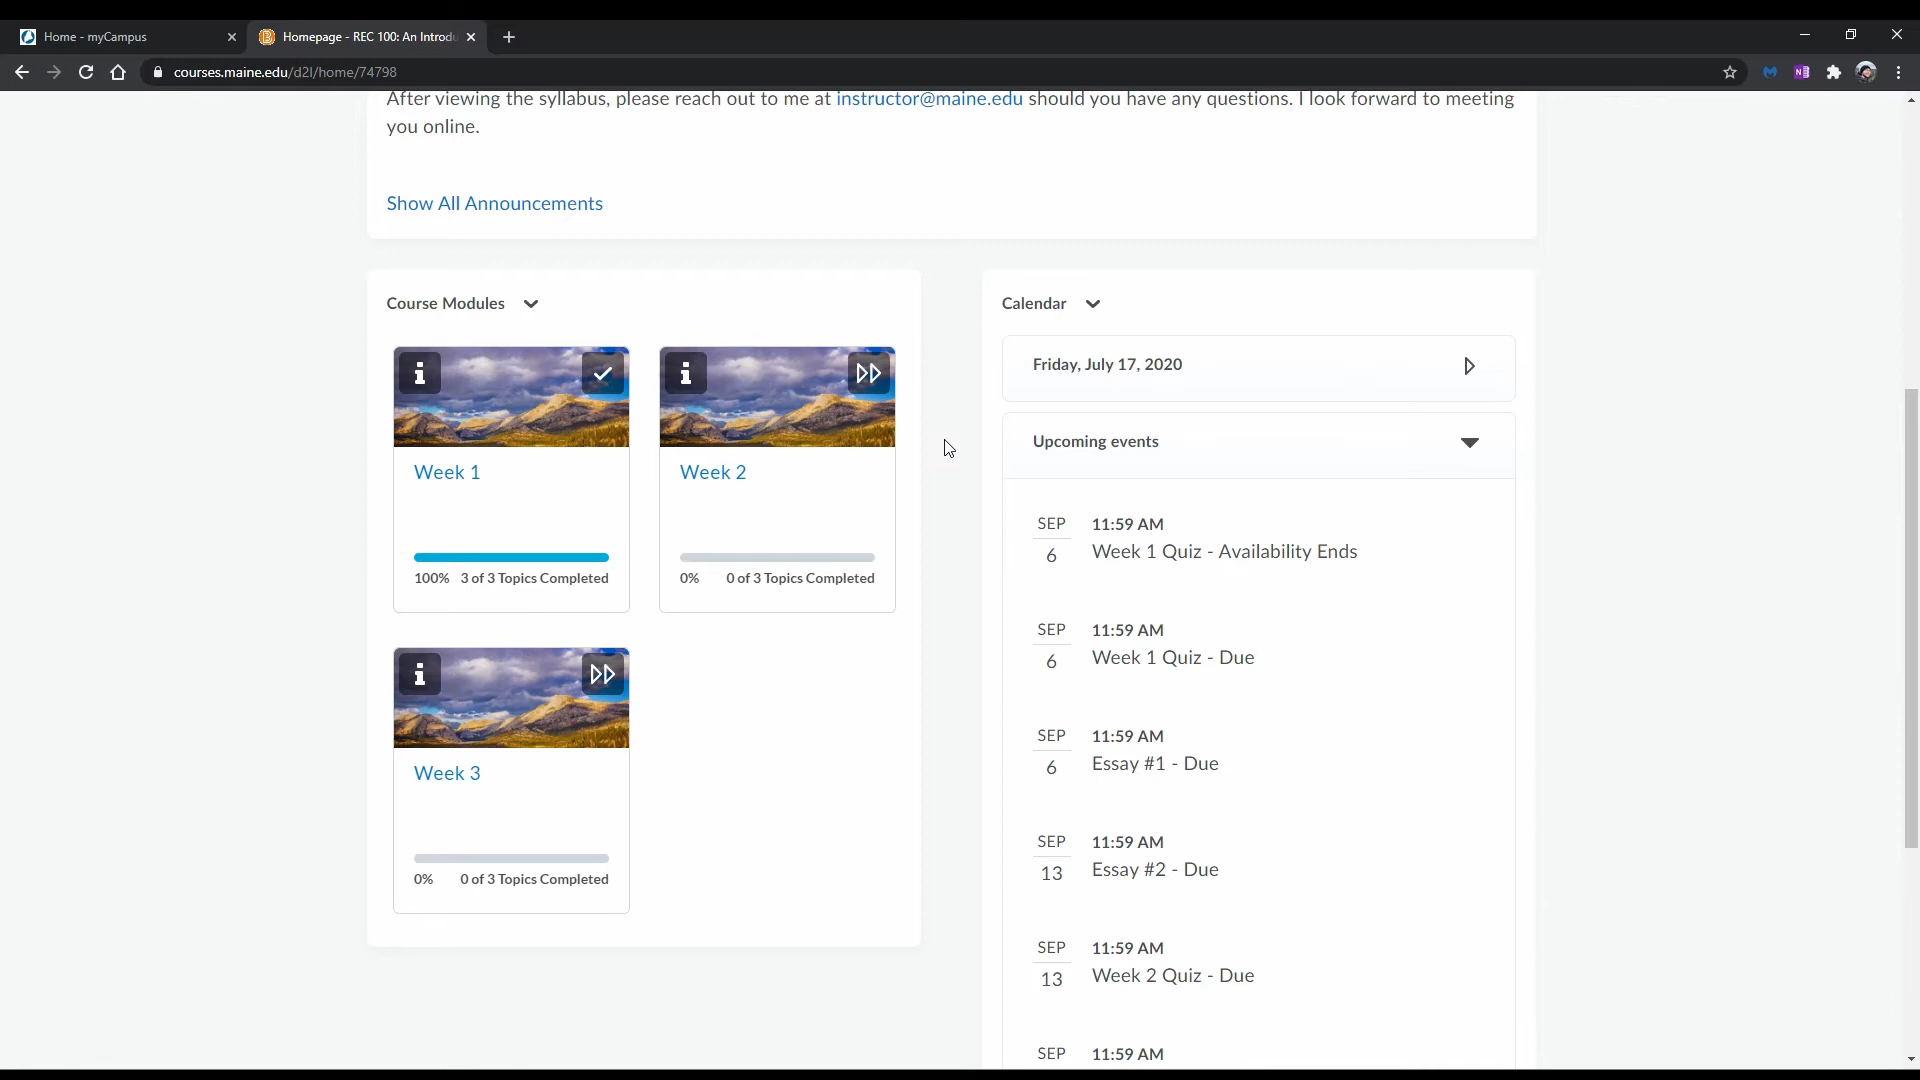 Home - myCampus
Homepage - REC 100: An Introdu
courses.maine.edu/d2l/home/74798
After viewing the syllabus, please reach out to me at instructor@maine.edu should you have any questions. I look forward to meeting
you online.
Show All Announcements
Course Modules
Week 1
100% 3 of 3 Topics Completed
Week 2
0% 0 of 3 Topics Completed
Week 3
0% 0 of 3 Topics Completed
Calendar
Friday, July 17, 2020
Upcoming events
SEP 11:59 AM
6 Week 1 Quiz - Availability Ends
SEP 11:59 AM
6 Week 1 Quiz - Due
SEP 11:59 AM
6 Essay #1 - Due
SEP 11:59 AM
13 Essay #2 - Due
SEP 11:59 AM
13 Week 2 Quiz - Due
SEP 11:59 AM